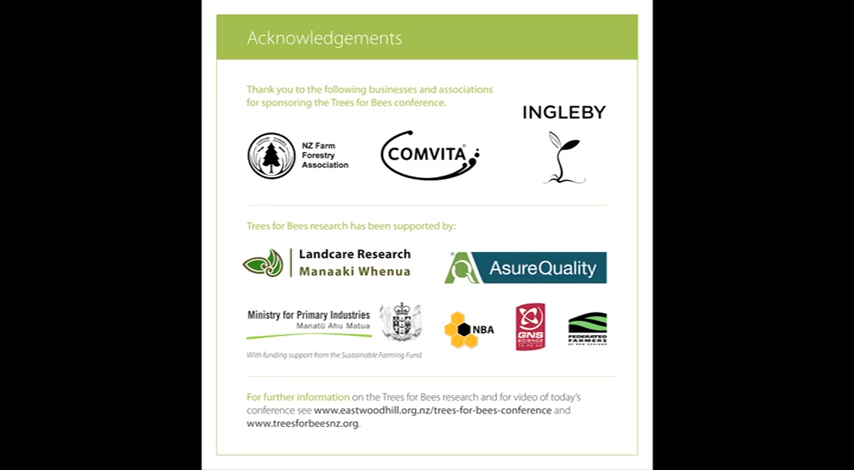 Acknowledgements
Thank you to the following businesses and associations
for sponsoring the Trees for Bees conference.
INGLEBY
NZ Farm
Forestry
Association
COMVITA
Trees for Bees research has been supported by:
Landcare Research
Manaaki Whenua
AsureQuality
Ministry for Primary Industries
Manatū Ahu Matua
NBA
GNS
SCIENCE
FEDERATED
FARMERS
OF NEW ZEALAND
With funding support from the Sustainable Farming Fund.
For further information on the Trees for Bees research and for video of today's
conference see www.eastwoodhill.org.nz/trees-for-bees-conference and
www.treesforbeesnz.org.